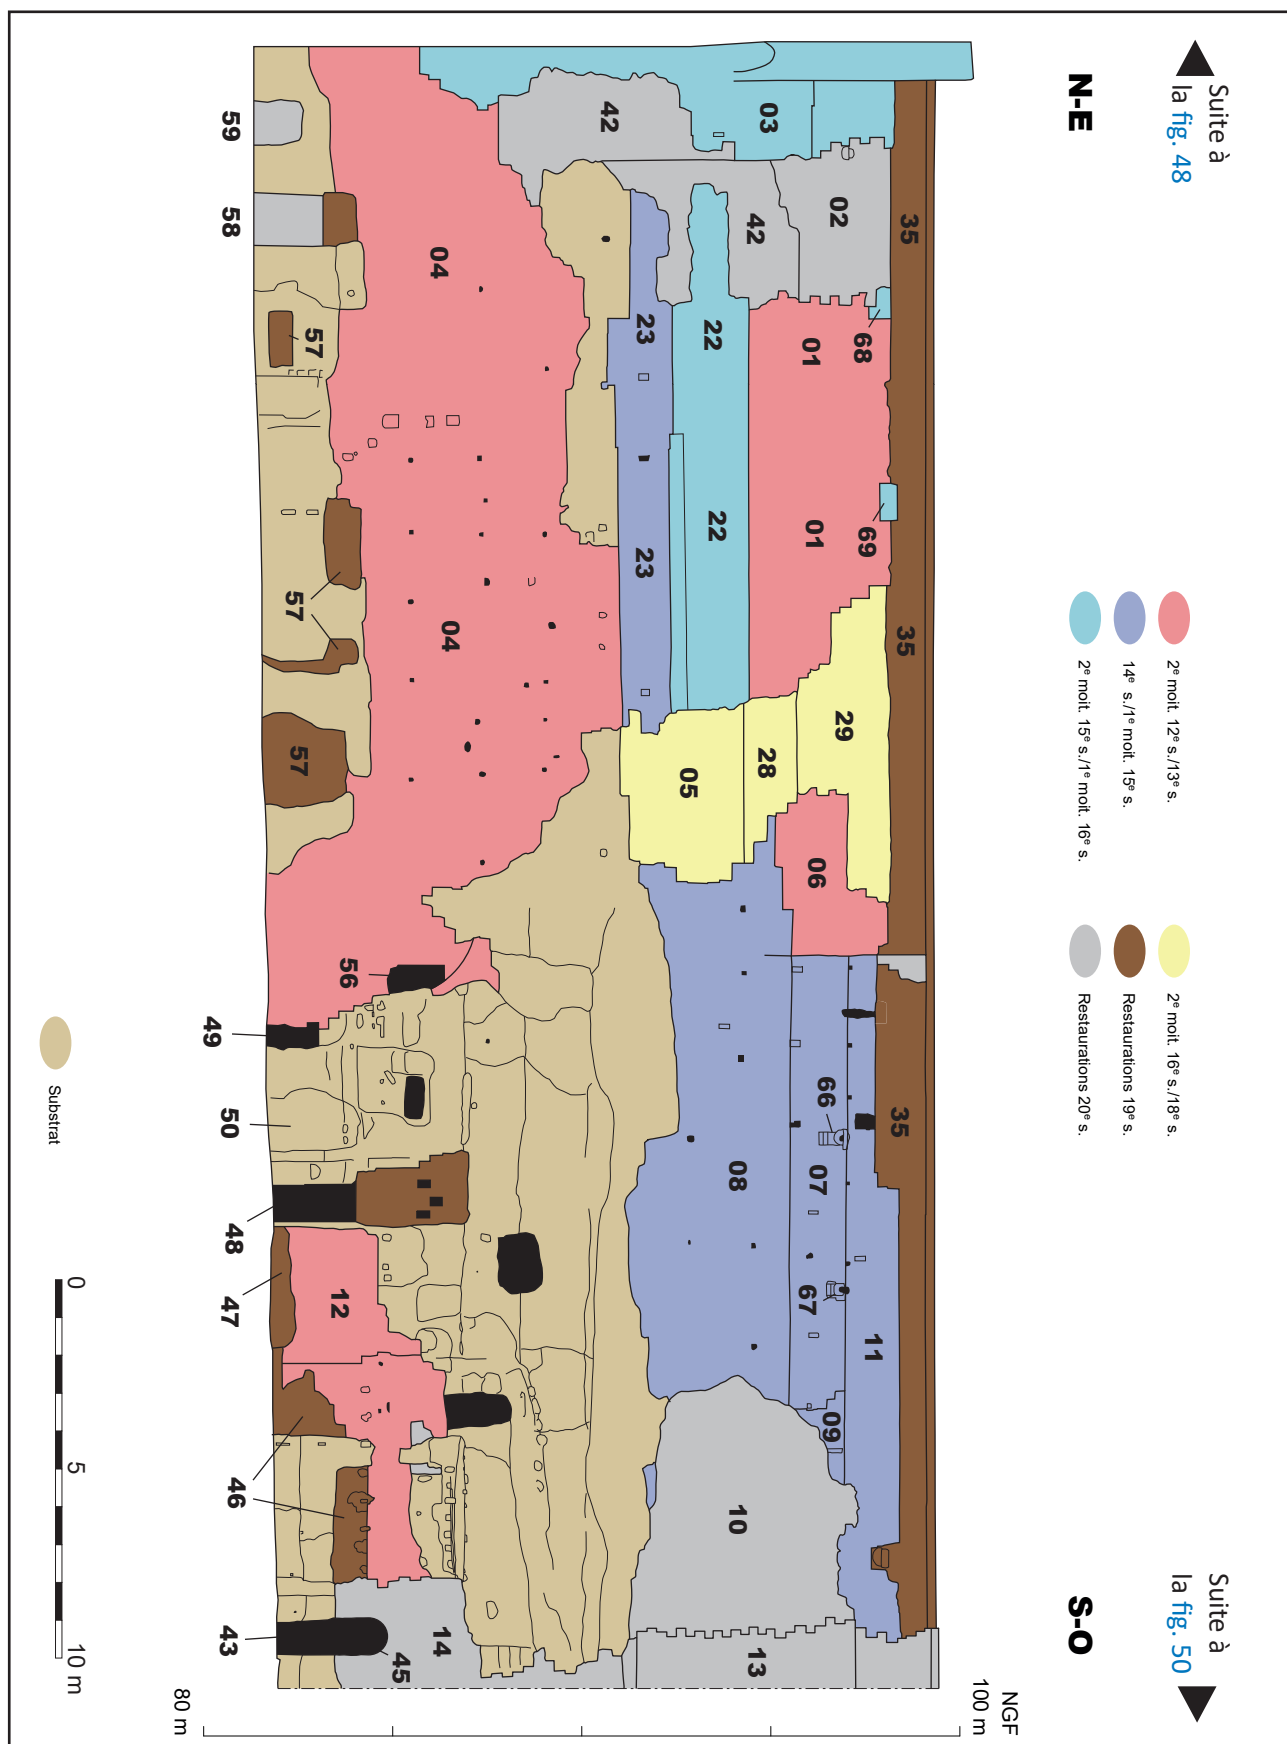 Suite à
la fig. 48
Suite à
la fig. 50
N-E
S-O
2e moit. 12e s./13e s.
14e s./1e moit. 15e s.
2e moit. 15e s./1e moit. 16e s.
2e moit. 16e s./18e s.
Restaurations 19e s.
Restaurations 20e s.
NGF
100 m
35
35
35
11
68
69
29
02
09
66
01
01
06
07
67
03
42
28
13
22
22
08
10
05
23
23
42
04
04
14
45
56
12
57
57
57
59
58
49
50
48
47
46
43
80 m
0
5
10 m
Substrat